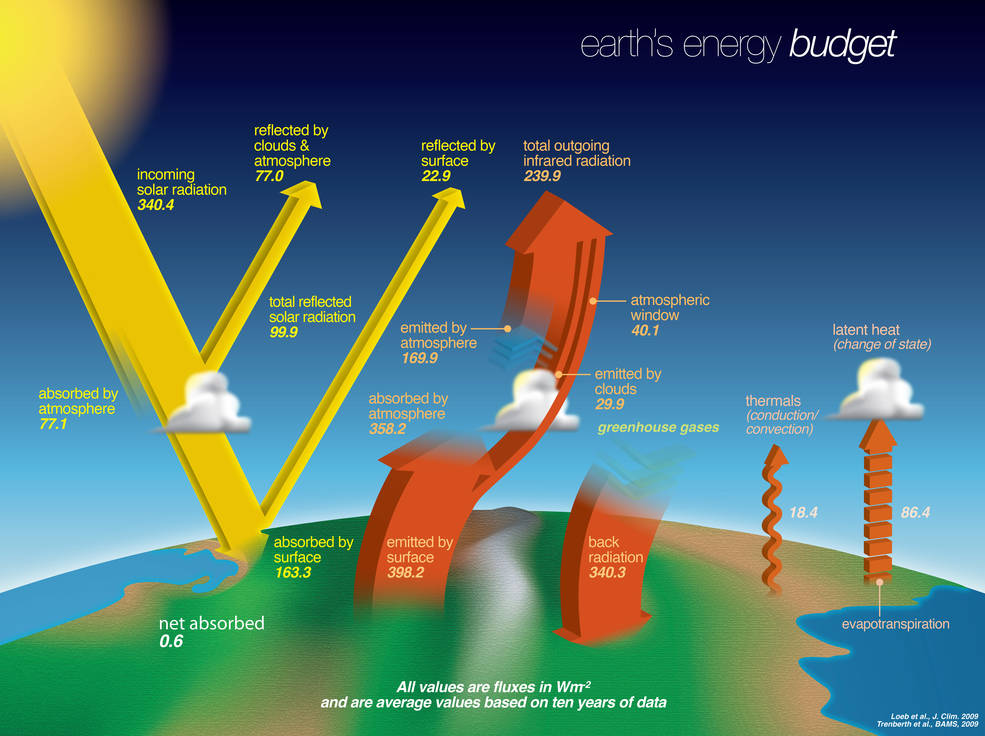 earth's energy budget
reflected by
clouds &
atmosphere
77.0
reflected by
surface
22.9
total outgoing
infrared radiation
239.9
incoming
solar radiation
340.4
total reflected
solar radiation
99.9
emitted by
atmosphere
169.9
atmospheric
window
40.1
latent heat
(change of state)
absorbed by
atmosphere
77.1
absorbed by
atmosphere
358.2
emitted by
clouds
29.9
greenhouse gases
thermals
(conduction/
convection)
18.4
86.4
absorbed by
surface
163.3
emitted by
surface
398.2
back
radiation
340.3
net absorbed
0.6
evapotranspiration
All values are fluxes in Wm-2
and are average values based on ten years of data
Loeb et al., J. Clim. 2009
Trenberth et al., BAMS, 2009